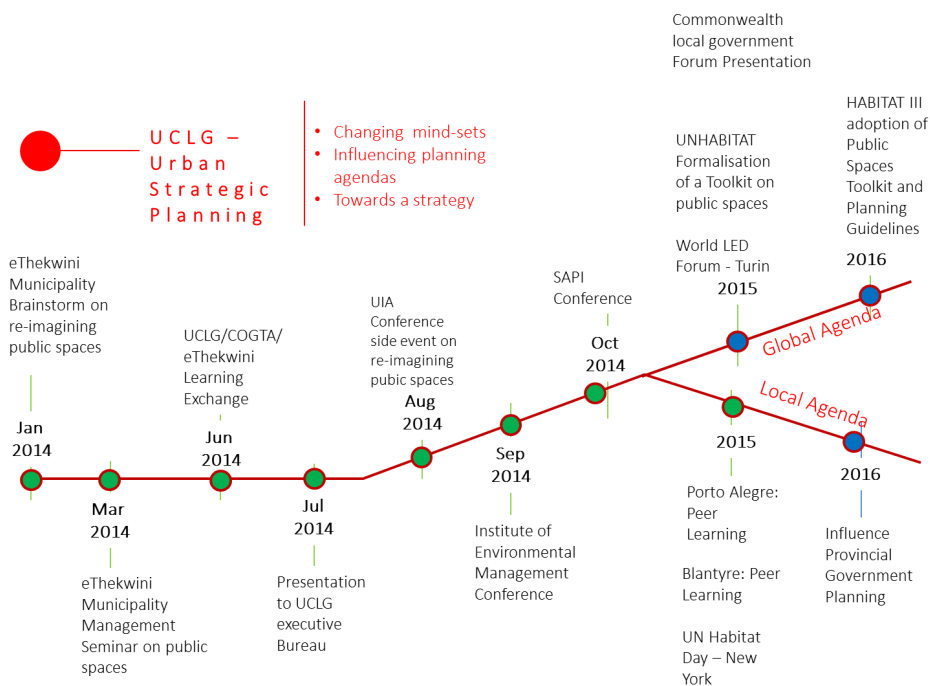 UCLG –
Urban
Strategic
Planning
• Changing mind-sets
• Influencing planning
agendas
• Towards a strategy
eThekwini
Municipality
Brainstorm on
re-imagining
public spaces
Jan
2014
Mar
2014
eThekwini
Municipality
Management
Seminar on public
spaces
UCLG/COGTA/
eThekwini
Learning
Exchange
Jun
2014
Jul
2014
Presentation
to UCLG
executive
Bureau
UIA
Conference
side event on
re-imagining
pubic spaces
Aug
2014
Sep
2014
Institute of
Environmental
Management
Conference
SAPI
Conference
Oct
2014
Commonwealth
local government
Forum Presentation
UNHABITAT
Formalisation
of a Toolkit on
public spaces
World LED
Forum - Turin
2015
Global Agenda
HABITAT III
adoption of
Public
Spaces
Toolkit and
Planning
Guidelines
2016
Local Agenda
2015
Porto Alegre:
Peer
Learning
Blantyre: Peer
Learning
UN Habitat
Day – New
York
2016
Influence
Provincial
Government
Planning